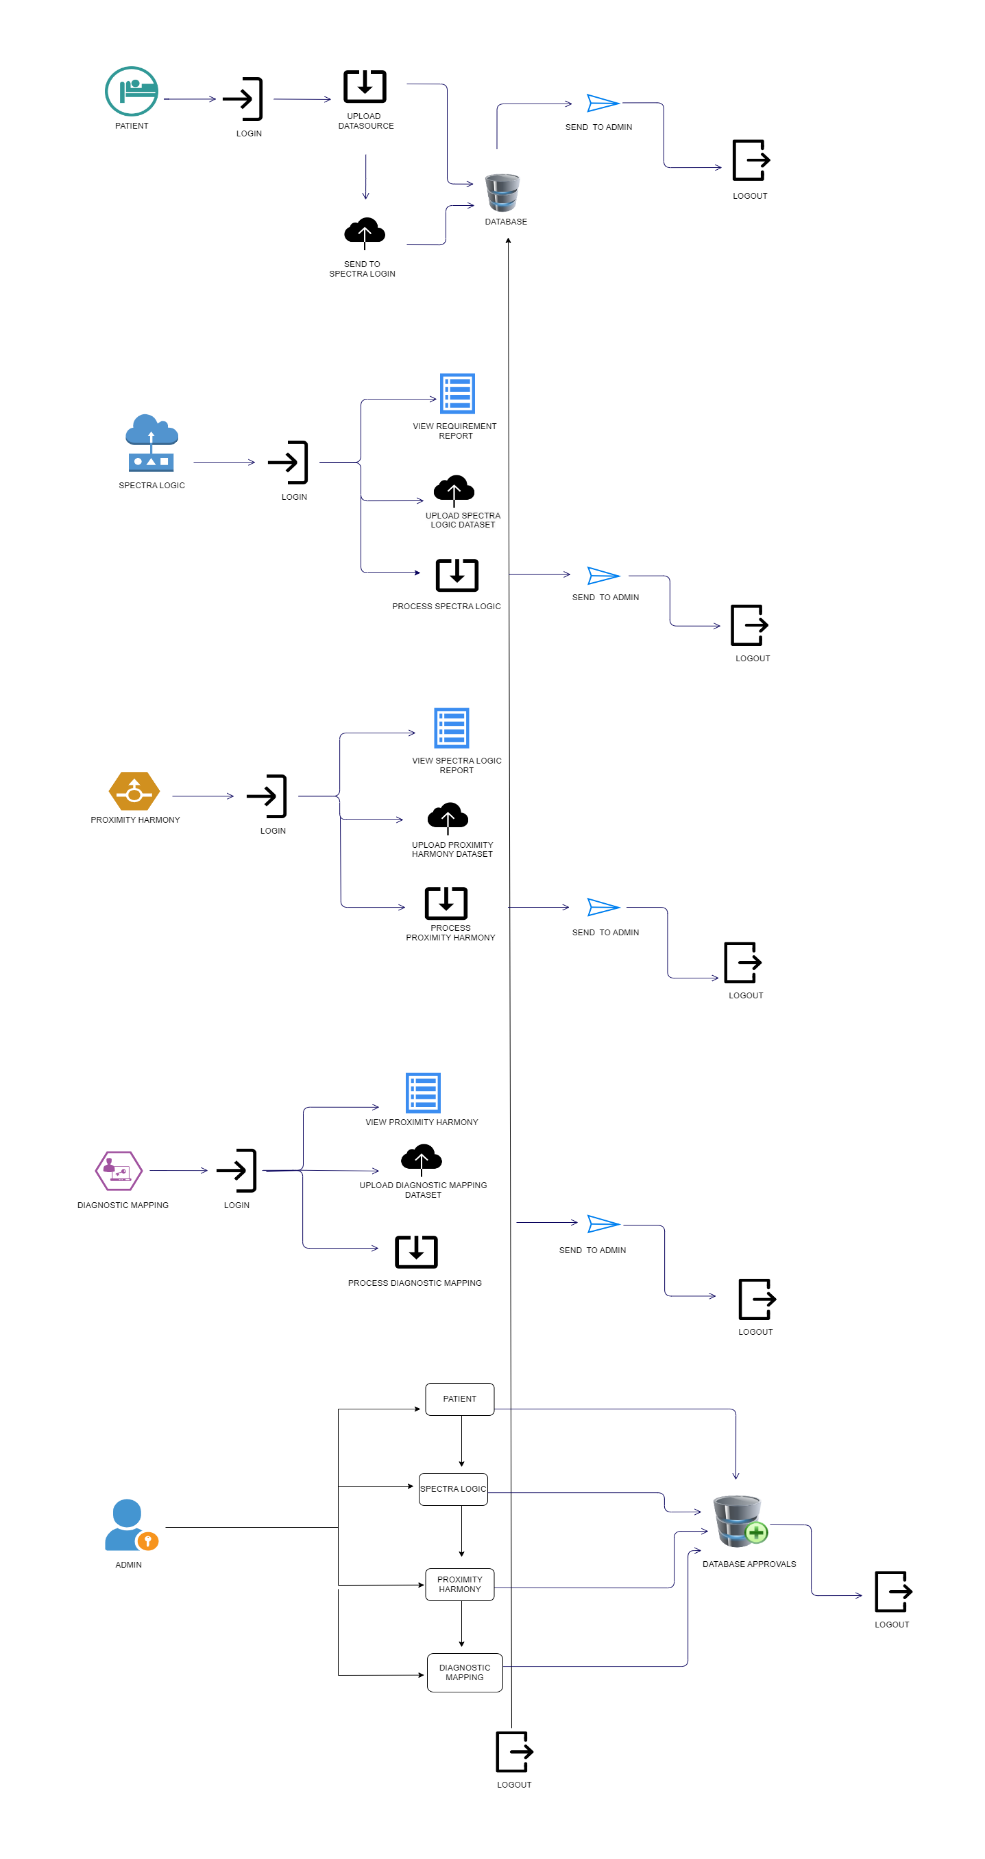 PATIENT
LOGIN
UPLOAD
DATASOURCE
SEND TO ADMIN
LOGOUT
DATABASE
SEND TO
SPECTRA LOGIN
VIEW REQUIREMENT
REPORT
SPECTRA LOGIC
LOGIN
UPLOAD SPECTRA
LOGIC DATASET
PROCESS SPECTRA LOGIC
SEND TO ADMIN
LOGOUT
VIEW SPECTRA LOGIC
REPORT
PROXIMITY HARMONY
LOGIN
UPLOAD PROXIMITY
HARMONY DATASET
PROCESS
PROXIMITY HARMONY
SEND TO ADMIN
LOGOUT
VIEW PROXIMITY HARMONY
DIAGNOSTIC MAPPING
LOGIN
UPLOAD DIAGNOSTIC MAPPING
DATASET
PROCESS DIAGNOSTIC MAPPING
SEND TO ADMIN
LOGOUT
PATIENT
SPECTRA LOGIC
ADMIN
PROXIMITY
HARMONY
DATABASE APPROVALS
LOGOUT
DIAGNOSTIC
MAPPING
LOGOUT